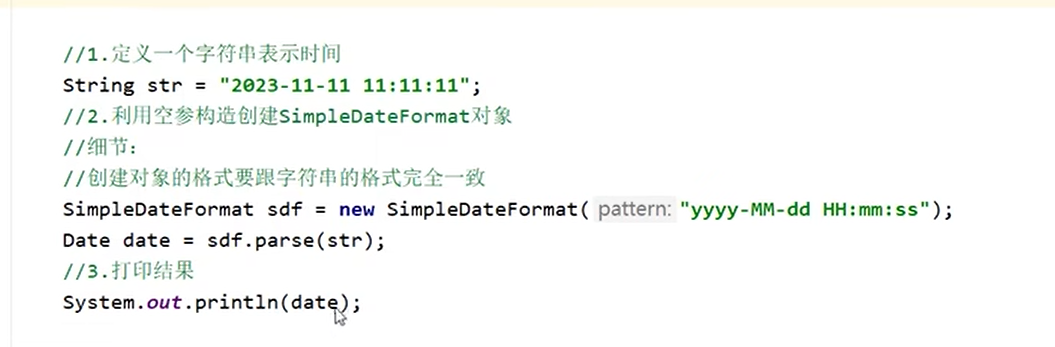 //1.定义一个字符串表示时间
String str = "2023-11-11 11:11:11";
//2.利用空参构造创建SimpleDateFormat对象
//细节:
//创建对象的格式要跟字符串的格式完全一致
SimpleDateFormat sdf = new SimpleDateFormat( pattern: "yyyy-MM-dd HH:mm:ss");
Date date = sdf.parse(str);
//3.打印结果
System.out.println(date);